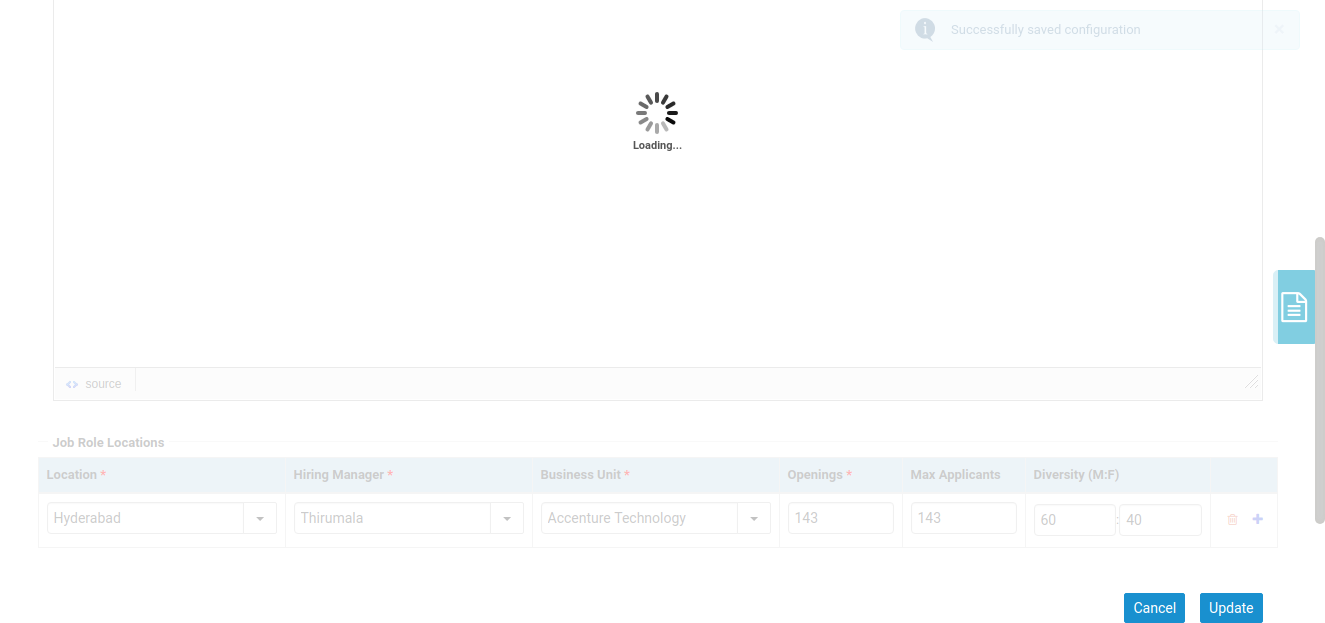 Successfully saved configuration
Loading...
source
Job Role Locations
Location * Hiring Manager * Business Unit * Openings * Max Applicants Diversity (M:F)
Hyderabad Thirumala Accenture Technology 143 143 60 : 40
Cancel Update